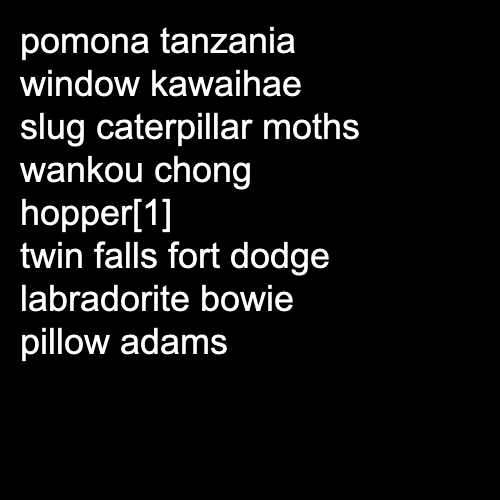 pomona tanzania
window kawaihae
slug caterpillar moths
wankou chong
hopper[1]
twin falls fort dodge
labradorite bowie
pillow adams